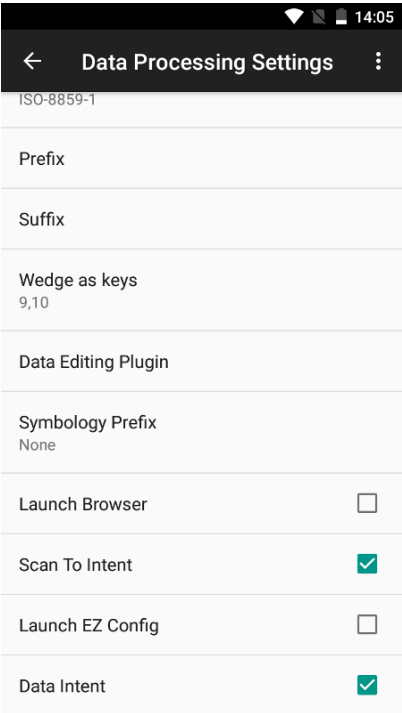 14:05
Data Processing Settings
ISO-8859-1
Prefix
Suffix
Wedge as keys
9,10
Data Editing Plugin
Symbology Prefix
None
Launch Browser
Scan To Intent
Launch EZ Config
Data Intent